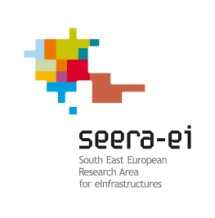 seera-ei
South East European
Research Area
for eInfrastructures